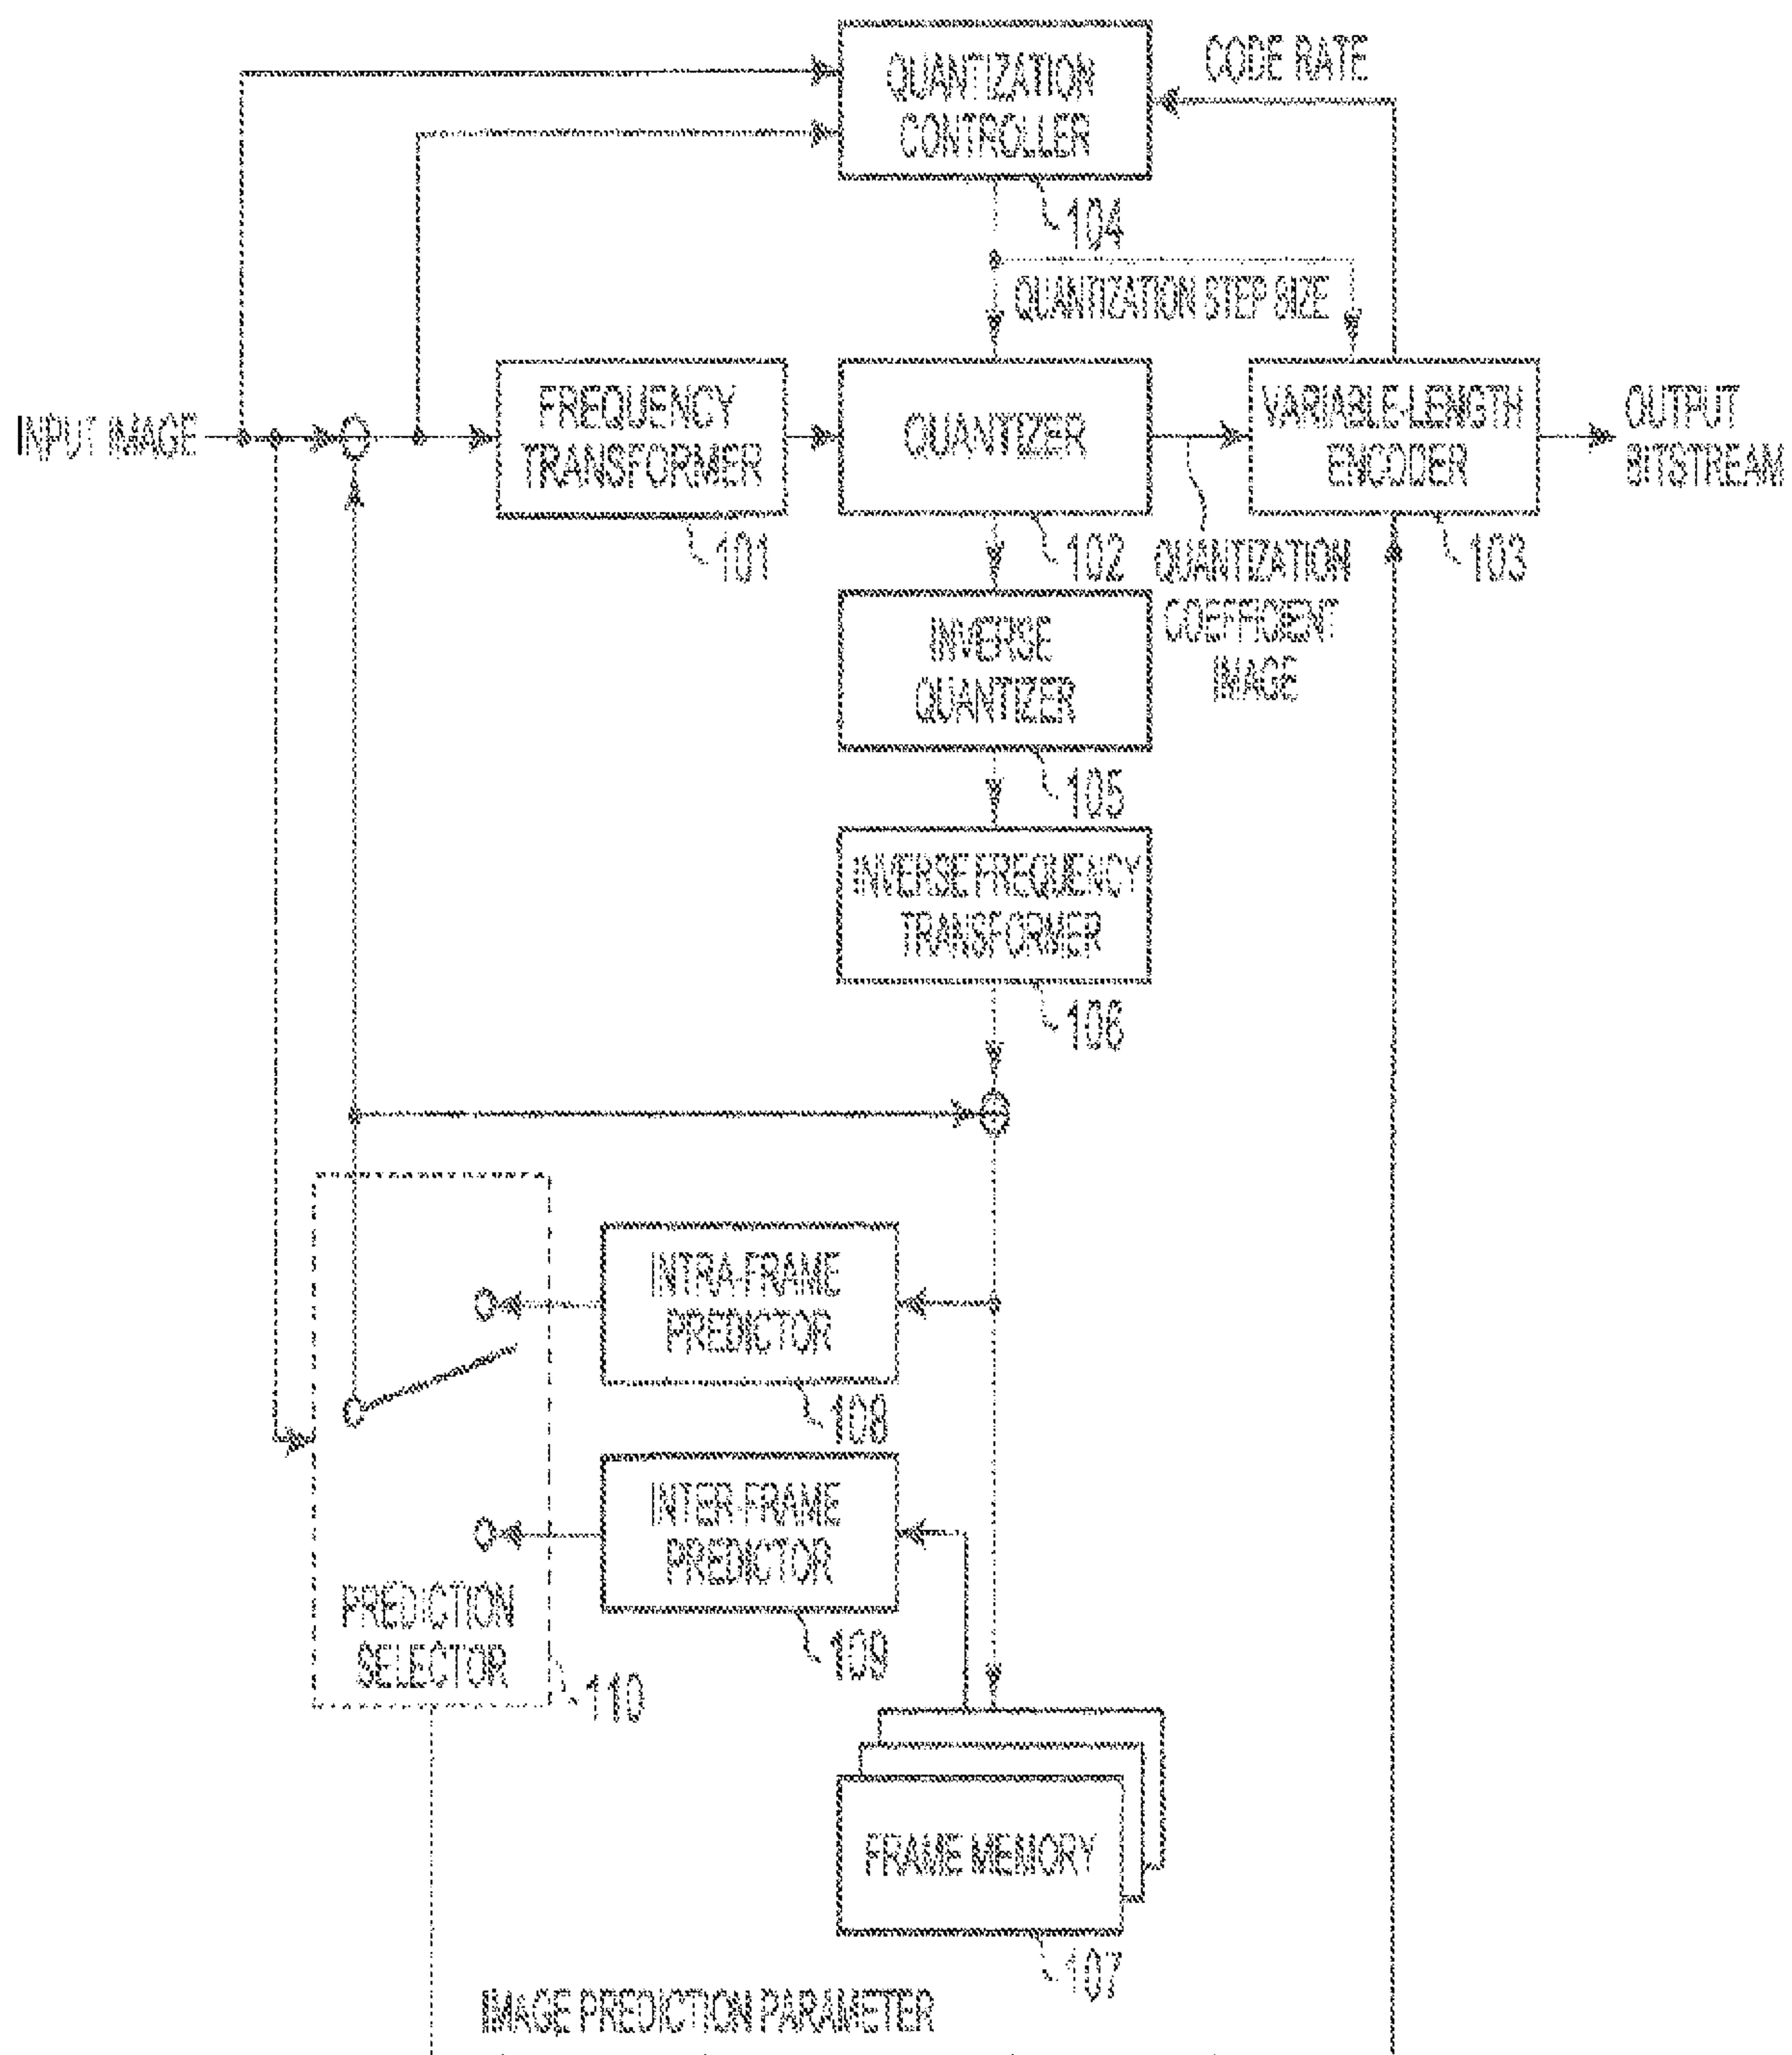 QUANTIZATION
CONTROLLER
CODE RATE
104
QUANTIZATION STEP SIZE
INPUT IMAGE
FREQUENCY
TRANSFORMER
QUANTIZER
VARIABLE-LENGTH
ENCODER
OUTPUT
BITSTREAM
101
102
QUANTIZATION
COEFFICIENT
IMAGE
103
INVERSE
QUANTIZER
105
INVERSE FREQUENCY
TRANSFORMER
106
INTRA-FRAME
PREDICTOR
108
INTER-FRAME
PREDICTOR
109
PREDICTION
SELECTOR
110
FRAME MEMORY
107
IMAGE PREDICTION PARAMETER